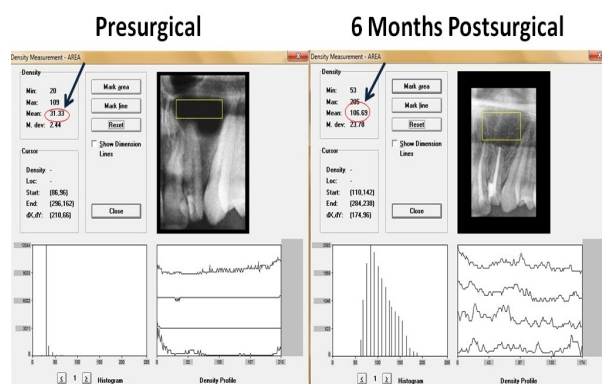 Presurgical
6 Months Postsurgical
Density Measurement - AREA
Density
Min: 20
Max: 109
Mean: 31.33
M. dev: 2.44
Mark area
Mark line
Reset
Show Dimension
Lines
Cursor
Density: -
Loc: -
Start: (86,96)
End: (296,162)
dX,dY: (210,66)
Close
< 1 > Histogram
Density Profile
Density Measurement - AREA
Density
Min: 53
Max: 205
Mean: 106.69
M. dev: 23.78
Mark area
Mark line
Reset
Show Dimension
Lines
Cursor
Density: -
Loc: -
Start: (110,142)
End: (284,238)
dX,dY: (174,96)
Close
< 1 > Histogram
Density Profile